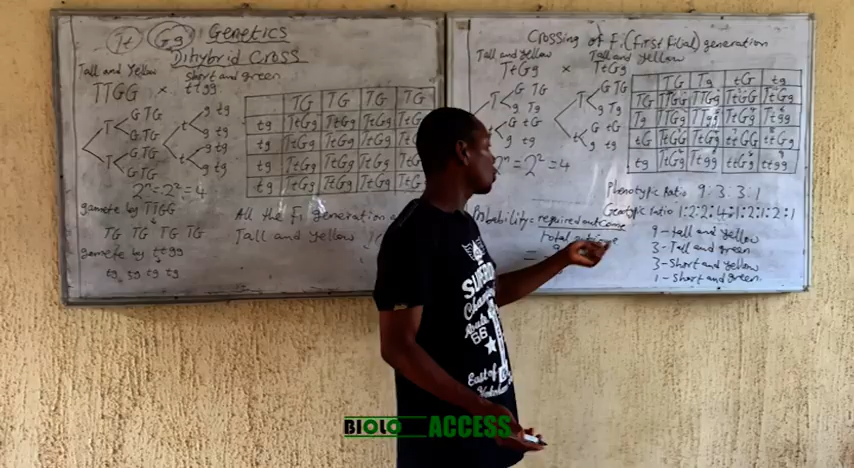 Tt Gg Genetics
Dihybrid Cross
Tall and Yellow Short and green
TTGG × ttgg
T G TG t g tg
G TG g tg
T G TG t g tg
G TG g tg
2ⁿ = 2² = 4
gamete by TTGG
TG TG TG TG
gamete by ttgg
tg tg tg tg
TG TG TG TG
tg TtGg TtGg TtGg TtGg
tg TtGg TtGg TtGg TtGg
tg TtGg TtGg TtGg
tg TtGg TtGg TtGg
All the F1 generation
Tall and Yellow
Crossing of F1 (first filial) generation
Tall and Yellow Tall and Yellow
TtGg × TtGg
T G TG T G TG
g Tg g Tg
t G tG t G tG
g tg g tg
2ⁿ = 2² = 4
TG Tg tG tg
TG TTGG TTGg TtGG TtGg
Tg TTGg TTgg TtGg Ttgg
tG TtGG TtGg ttGG ttGg
tg TtGg Ttgg ttGg ttgg
Phenotypic Ratio 9:3:3:1
Genotypic ratio 1:2:2:4:1:2:1:2:1
9 - tall and yellow
3 - Tall and green
3 - Short and yellow
1 - Short and green
Probability = required outcome
total outcome
=
SUPER
Route
66
East of
BIOLO ACCESS